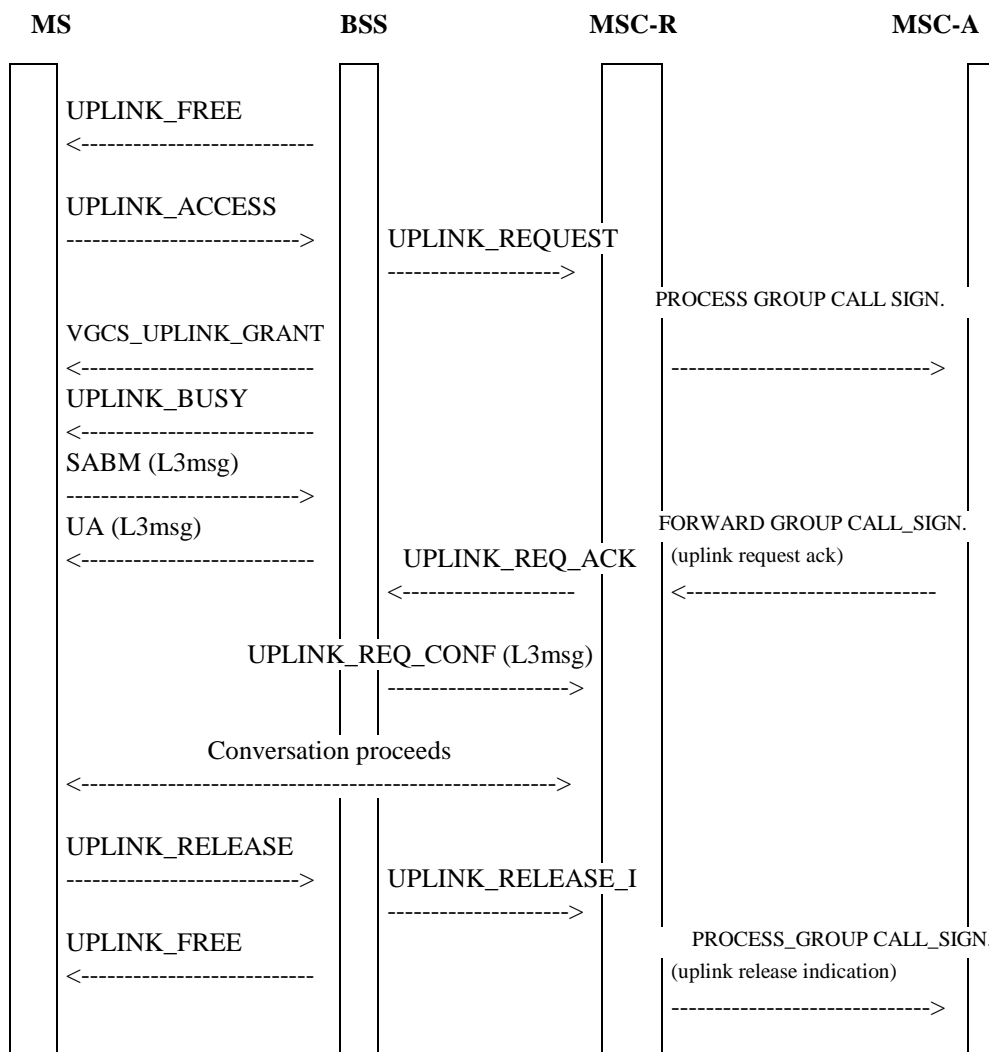 MS BSS MSC-R MSC-A
UPLINK_FREE
<---------------------------
UPLINK_ACCESS
---------------------------> UPLINK_REQUEST
-------------------->
PROCESS GROUP CALL SIGN.
VGCS_UPLINK_GRANT
<--------------------------- ------------------------------>
UPLINK_BUSY
<---------------------------
SABM (L3msg)
--------------------------->
UA (L3msg) FORWARD GROUP CALL_SIGN.
<--------------------------- UPLINK_REQ_ACK (uplink request ack)
<-------------------- <-----------------------------
UPLINK_REQ_CONF (L3msg)
--------------------->
Conversation proceeds
<------------------------------------------------------->
UPLINK_RELEASE
---------------------------> UPLINK_RELEASE_I
--------------------->
UPLINK_FREE PROCESS_GROUP CALL_SIGN.
<--------------------------- (uplink release indication)
------------------------------>